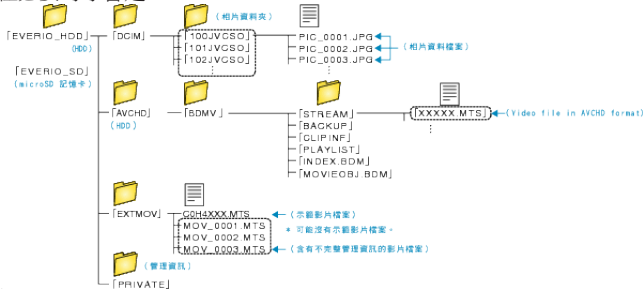 (相片資料夾)
「EVERIO_HDD」
(HDD)
「EVERIO_SD」
(microSD 記憶卡)
「DCIM」
「100JVCSO」
「101JVCSO」
「102JVCSO」
PIC_0001.JPG
PIC_0002.JPG
PIC_0003.JPG
(相片資料檔案)
「AVCHD」
(HDD)
「BDMV」
「STREAM」
「BACKUP」
「CLIPINF」
「PLAYLIST」
「INDEX.BDM」
「MOVIEOBJ.BDM」
「XXXXX.MTS」
(Video file in AVCHD format)
「EXTMOV」
C0H4XXX.MTS
(示範影片檔案)
MOV_0001.MTS
* 可能沒有示範影片檔案。
MOV_0002.MTS
MOV_0003.MTS
(含有不完整管理資訊的影片檔案)
(管理資訊)
「PRIVATE」